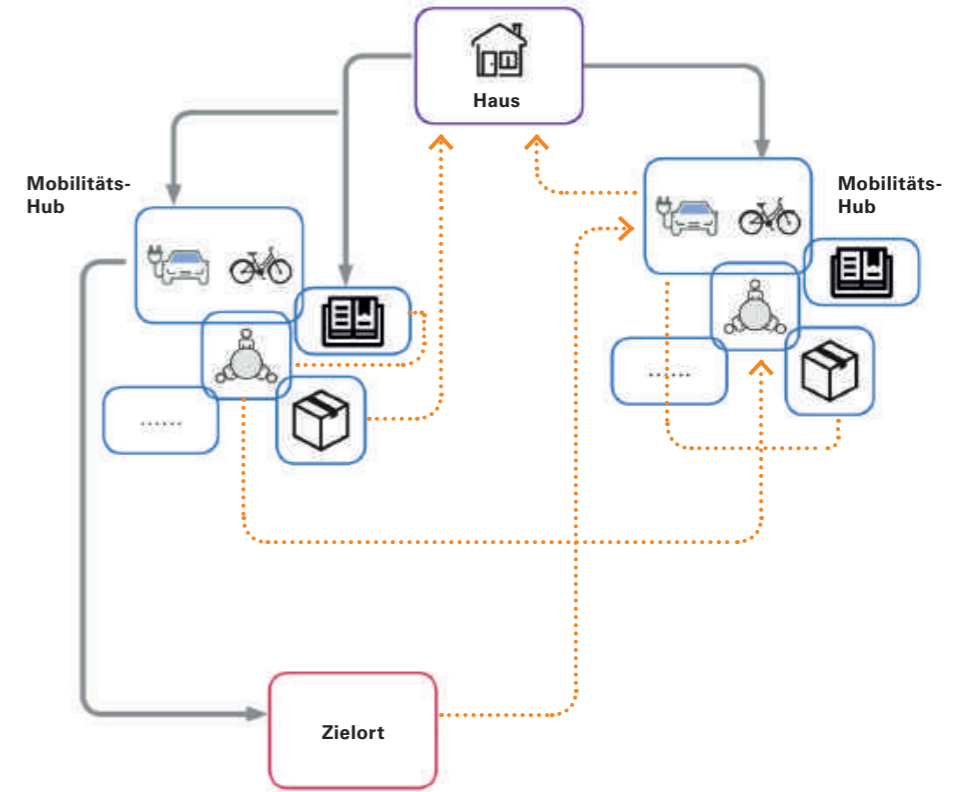 Haus
Mobilitäts-
Hub
Mobilitäts-
Hub
......
......
Zielort